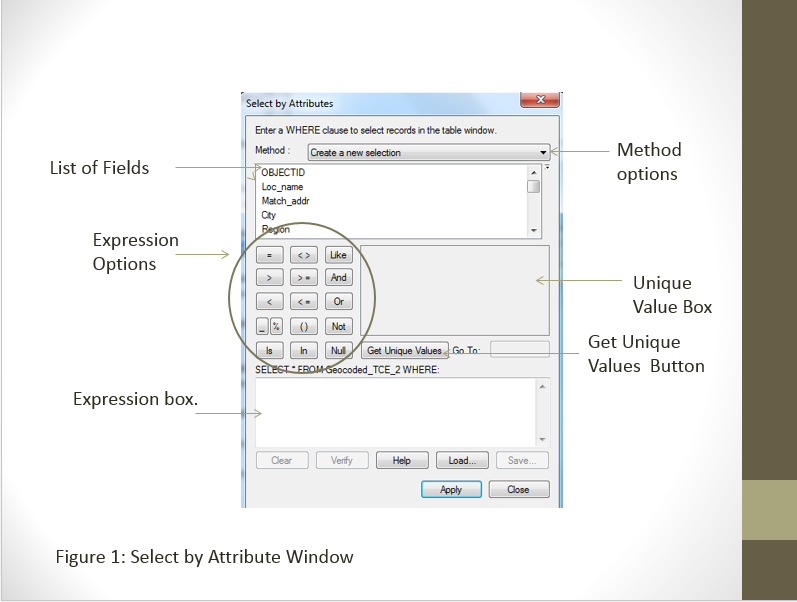 Select by Attributes
Enter a WHERE clause to select records in the table window.
Method : Create a new selection
Method
options
List of Fields
OBJECTID
Loc_name
Match_addr
City
Region
Expression
Options
= < > Like
> > = And
< < = Or
_ % ( ) Not
Is In Null
Unique
Value Box
Get Unique Values Go To:
Get Unique
Values Button
SELECT * FROM Geocoded_TCE_2 WHERE:
Expression box.
Clear Verify Help Load... Save...
Apply Close
Figure 1: Select by Attribute Window